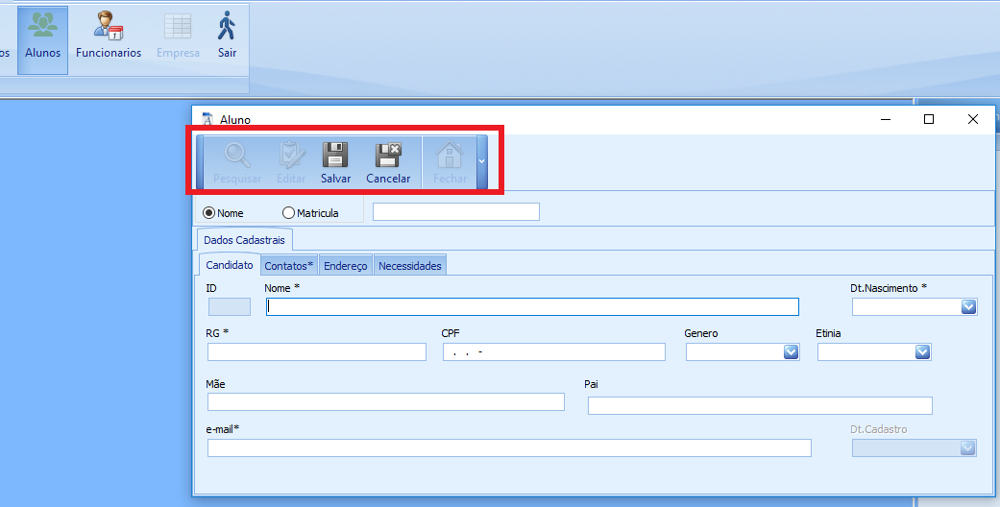 os Alunos Funcionarios Empresa Sair
Aluno
Pesquisar Editar Salvar Cancelar Fechar
Nome Matricula
Dados Cadastrais
Candidato Contatos* Endereço Necessidades
ID Nome * Dt.Nascimento *
RG * CPF Genero Etinia
. . -
Mãe Pai
e-mail* Dt.Cadastro